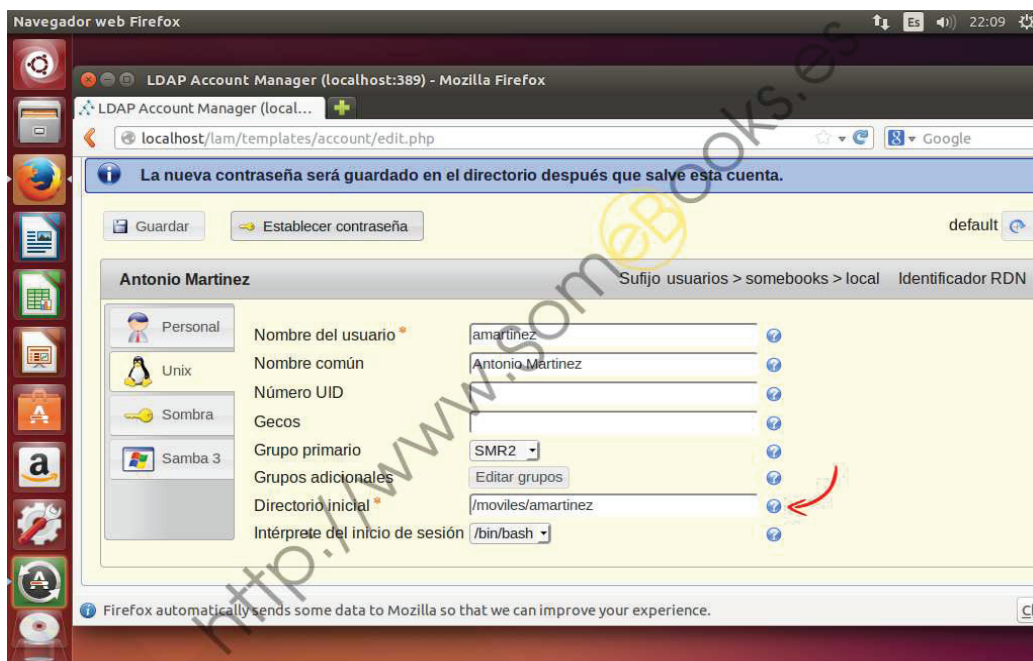 Navegador web Firefox
Es
22:09
LDAP Account Manager (localhost:389) - Mozilla Firefox
LDAP Account Manager (local...
localhost/lam/templates/account/edit.php
Google
La nueva contraseña será guardado en el directorio después que salve esta cuenta.
Guardar
Establecer contraseña
default
Antonio Martinez
Sufijo usuarios > somebooks > local
Identificador RDN
Personal
Unix
Sombra
Samba 3
Nombre del usuario * amartinez
Nombre común Antonio Martinez
Número UID
Gecos
Grupo primario SMR2
Grupos adicionales Editar grupos
Directorio inicial * /moviles/amartinez
Intérprete del inicio de sesión /bin/bash
Firefox automatically sends some data to Mozilla so that we can improve your experience.
http://www.someBooks.es